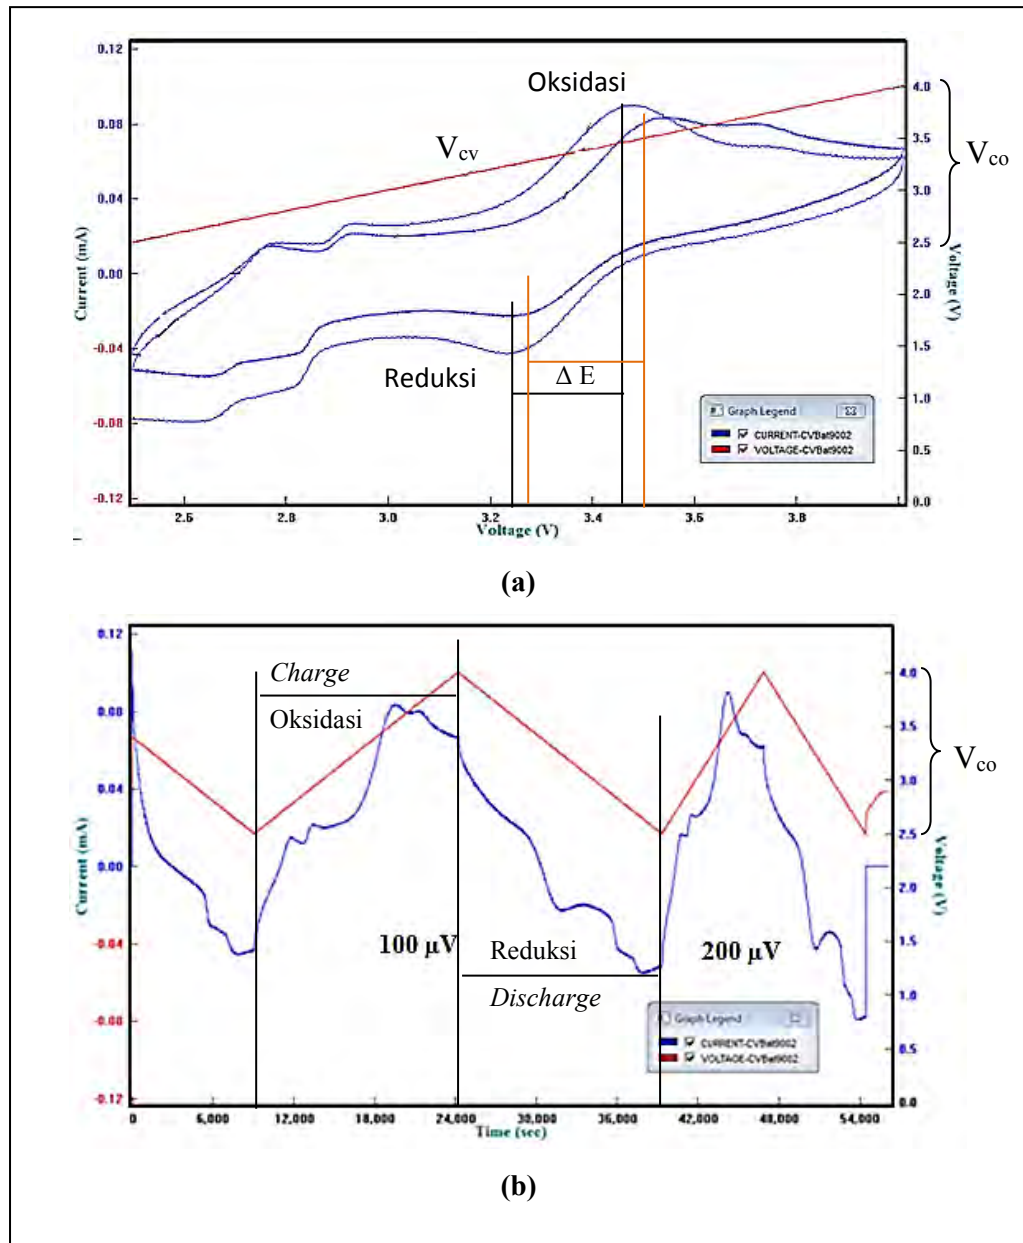 0.12
0.08
0.04
0.00
-0.04
-0.08
-0.12
Current (mA)
Oksidasi
V_cv
Reduksi
Δ E
4.0
3.5
3.0
2.5
2.0
1.5
1.0
0.5
0.0
Voltage (V)
V_co
Graph Legend
CURRENT-CVBat9002
VOLTAGE-CVBat9002
2.6 2.8 3.0 3.2 3.4 3.6 3.8
Voltage (V)
(a)
0.12
0.08
0.04
0.00
-0.04
-0.08
-0.12
Current (mA)
Charge
Oksidasi
100 μV
Reduksi
Discharge
200 μV
4.0
3.5
3.0
2.5
2.0
1.5
1.0
0.5
0.0
Voltage (V)
V_co
Graph Legend
CURRENT-CVBat9002
VOLTAGE-CVBat9002
0 6,000 12,000 18,000 24,000 30,000 36,000 42,000 48,000 54,000
Time (sec)
(b)